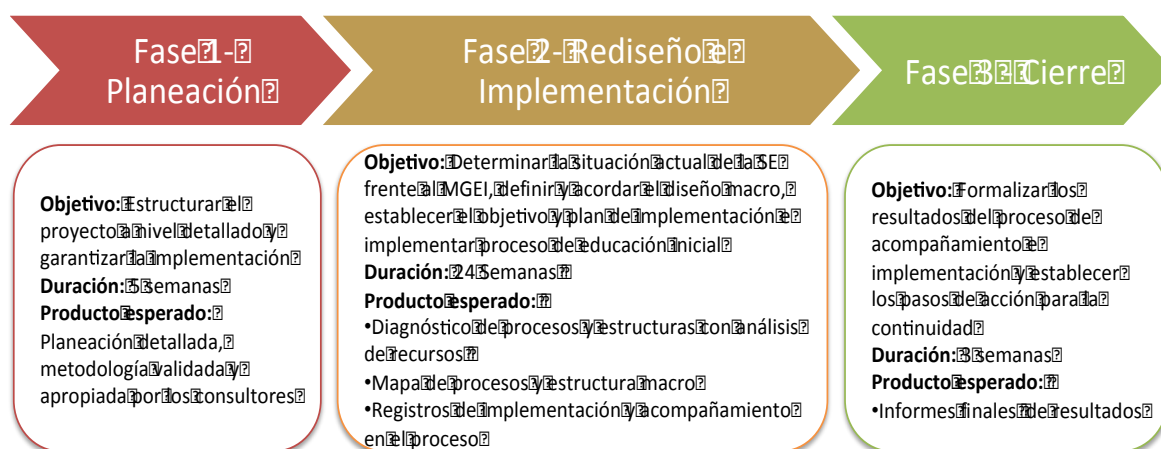 Fase 1-
Planeación
Objetivo: Estructurar el
proyecto a nivel detallado y
garantizar la implementación
Duración: 5 semanas
Producto esperado:
Planeación detallada,
metodología validada y
apropiada por los consultores
Fase 2- Rediseño e
Implementación
Objetivo: Determinar la situación actual de la SE
frente al MGEI, definir y acordar el diseño macro,
establecer el objetivo y plan de implementación e
implementar proceso de educación inicial
Duración: 24 Semanas
Producto esperado:
•Diagnóstico de procesos y estructuras con análisis
de recursos
•Mapa de procesos y estructura macro
•Registros de implementación y acompañamiento
en el proceso
Fase 3- Cierre
Objetivo: Formalizar los
resultados del proceso de
acompañamiento e
implementación y establecer
los pasos de acción para la
continuidad
Duración: 3 semanas
Producto esperado:
•Informes finales de resultados